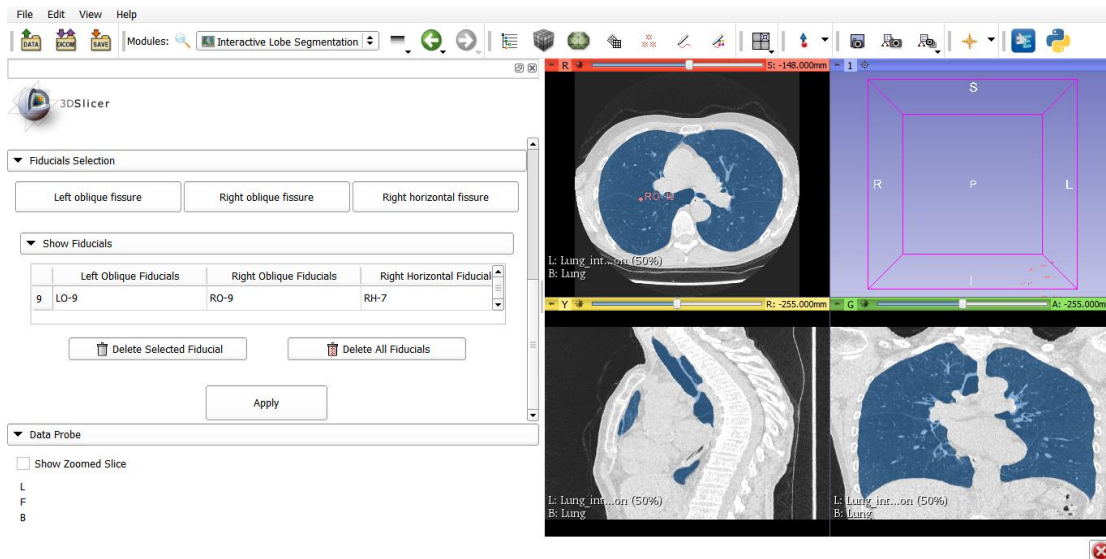 File Edit View Help
DATA DICOM SAVE Modules: Interactive Lobe Segmentation
3DSlicer
Fiducials Selection
Left oblique fissure Right oblique fissure Right horizontal fissure
Show Fiducials
Left Oblique Fiducials Right Oblique Fiducials Right Horizontal Fiducial
9 LO-9 RO-9 RH-7
Delete Selected Fiducial Delete All Fiducials
Apply
Data Probe
Show Zoomed Slice
L
F
B
R S: -148.000mm
RO-
L: Lung_int...on (50%)
B: Lung
1
S
R P L
I
Y R: -255.000mm
L: Lung_int...on (50%)
B: Lung
G A: -255.000m
L: Lung_int...on (50%)
B: Lung